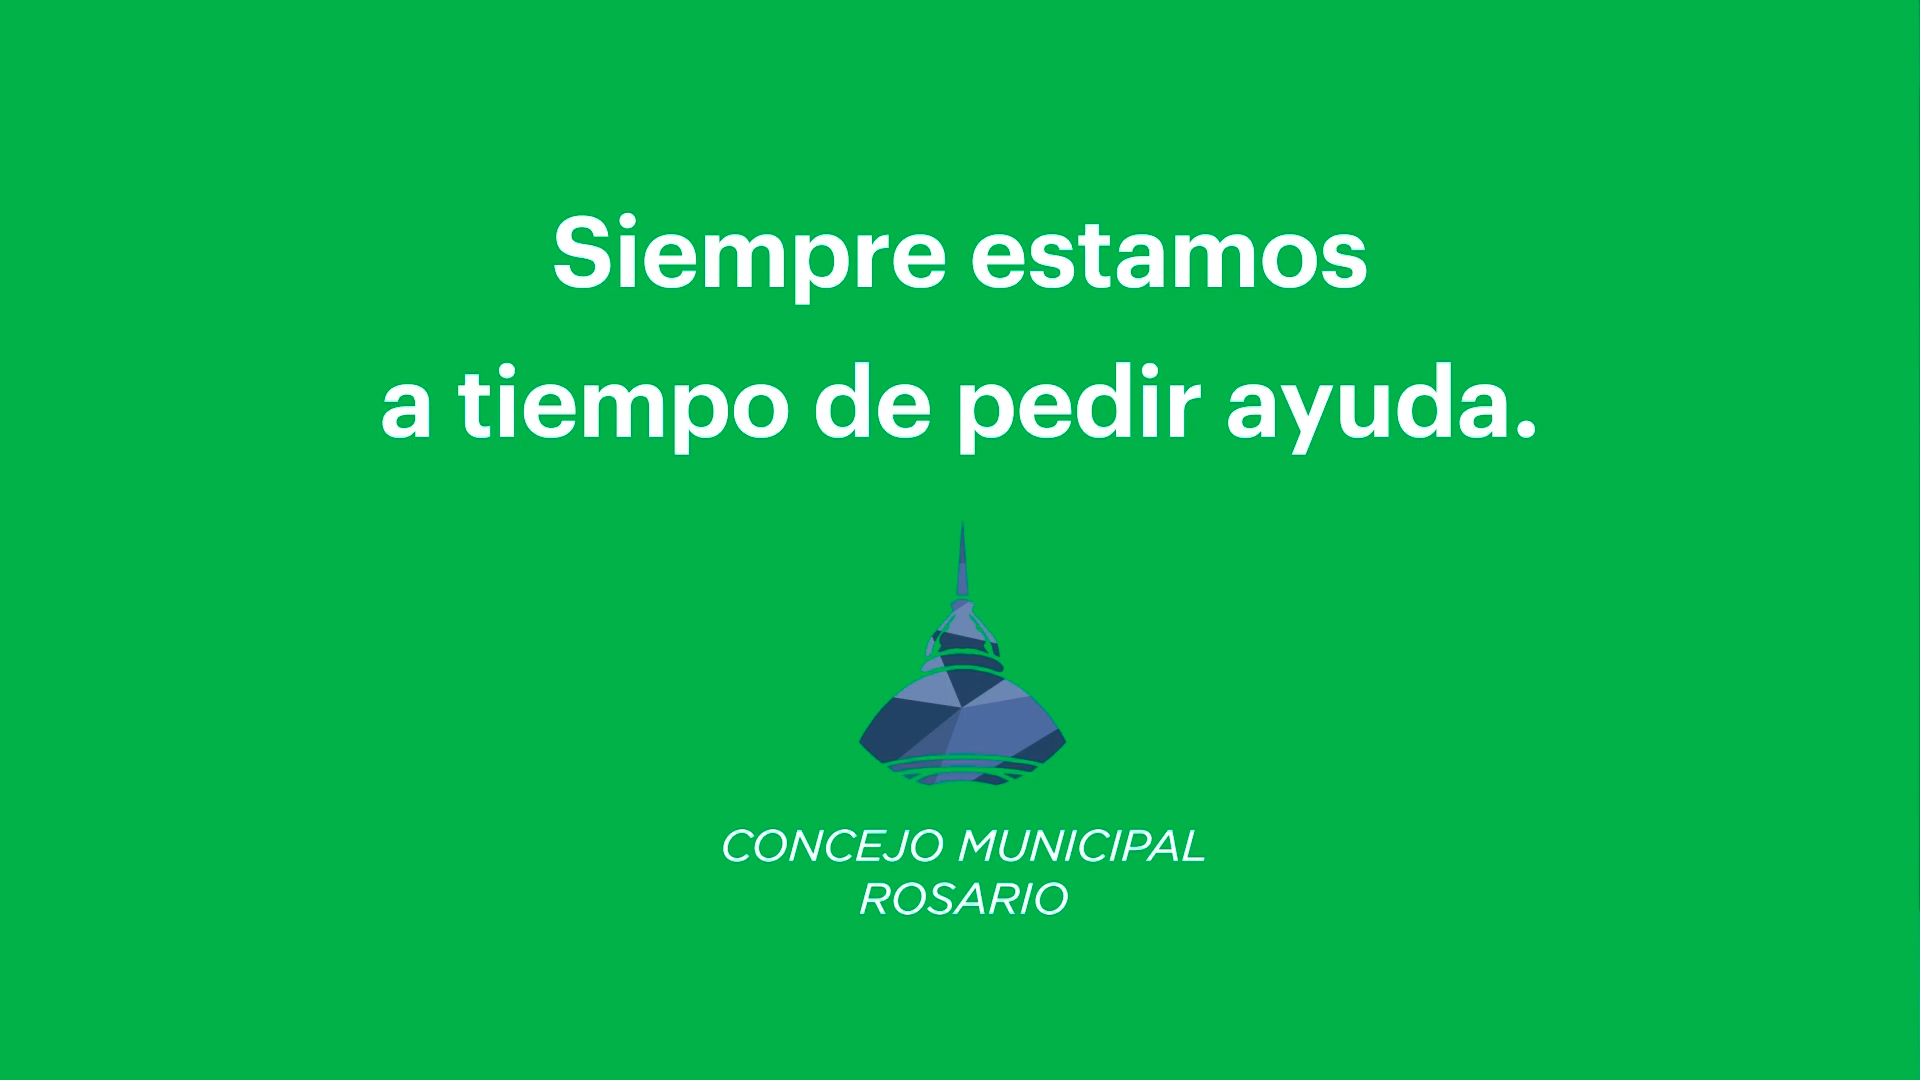 Siempre estamos
a tiempo de pedir ayuda.
CONCEJO MUNICIPAL
ROSARIO